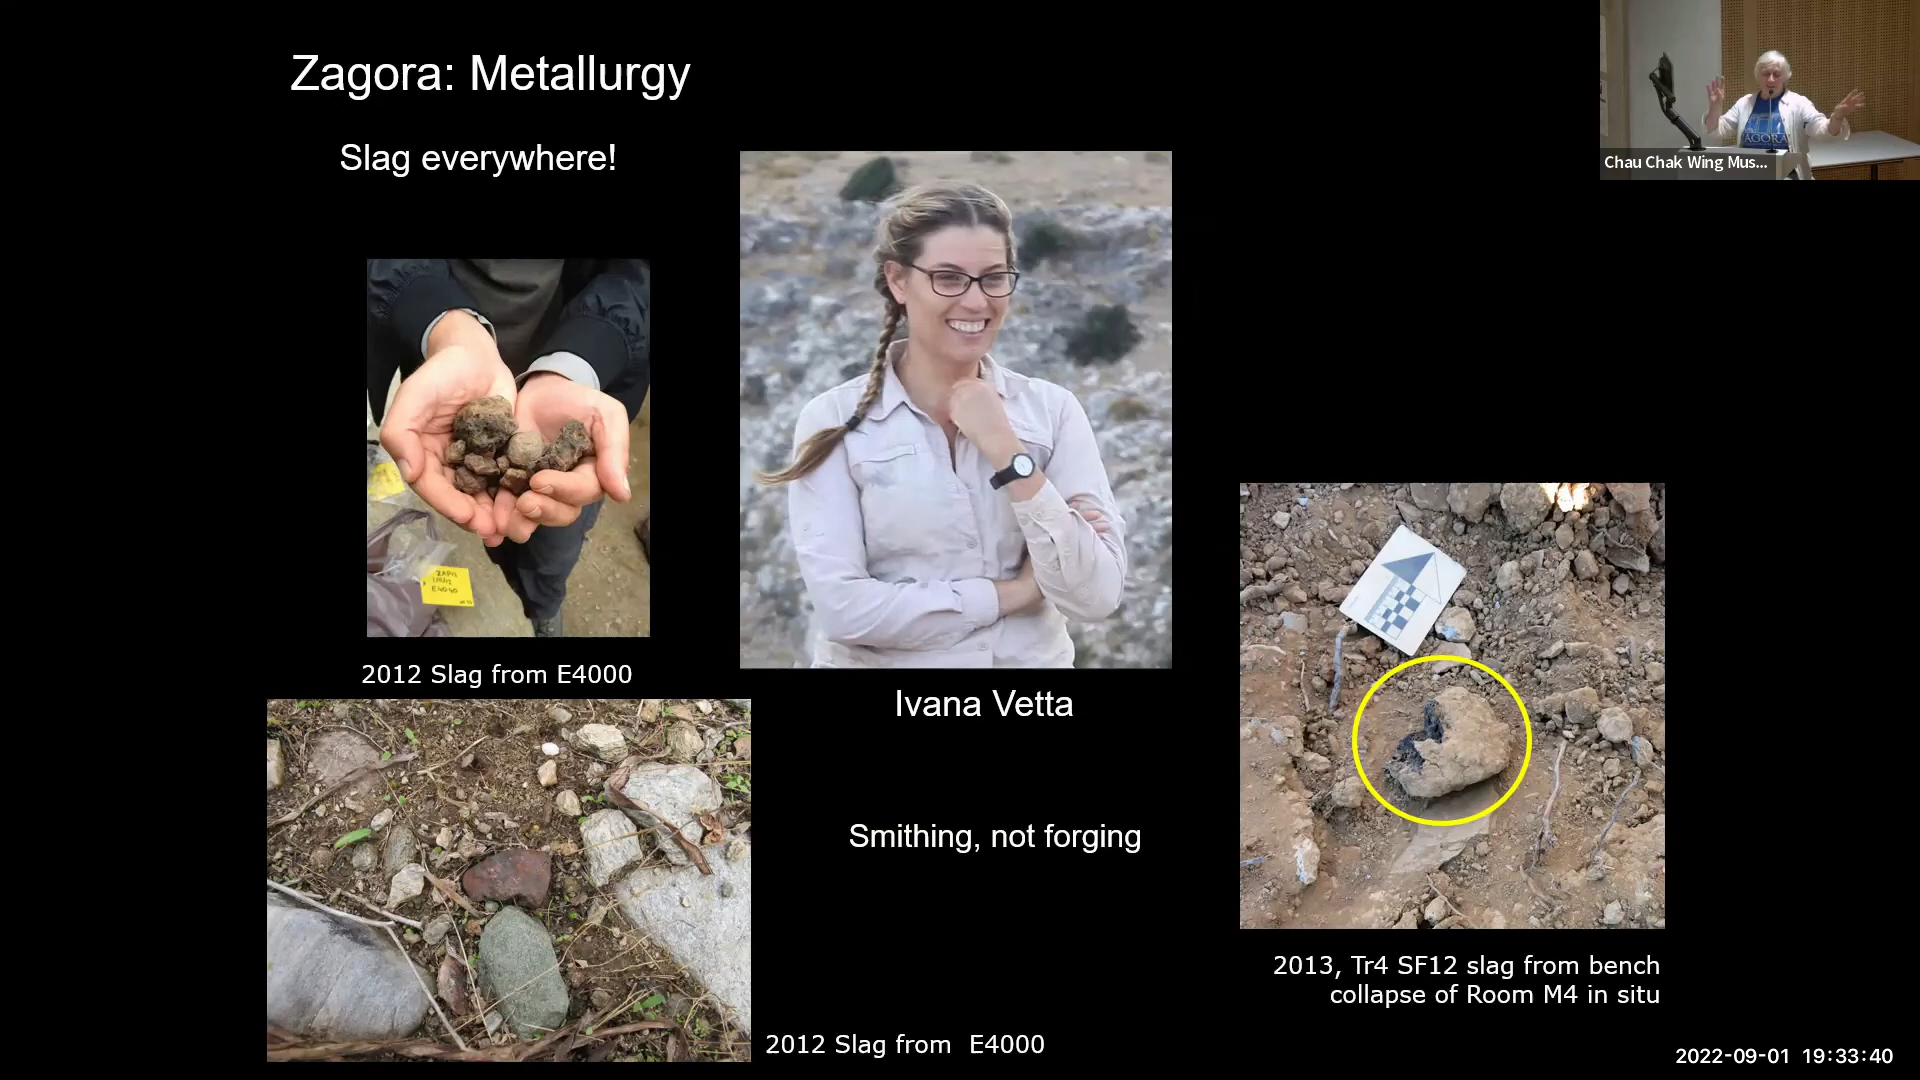 Zagora: Metallurgy
Slag everywhere!
Chau Chak Wing Mus...
AGORA
E4040
2012 Slag from E4000
Ivana Vetta
Smithing, not forging
2013, Tr4 SF12 slag from bench
collapse of Room M4 in situ
2012 Slag from  E4000
2022-09-01 19:33:40